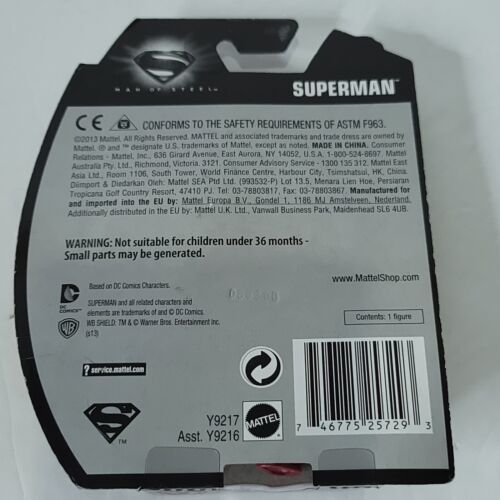 MAN OF STEEL™
SUPERMAN™
CE CONFORMS TO THE SAFETY REQUIREMENTS OF ASTM F963.
©2013 Mattel. All Rights Reserved. MATTEL and associated trademarks and trade dress are owned by
Mattel. ® and ™ designate U.S. trademarks of Mattel, except as noted. MADE IN CHINA. Consumer
Relations - Mattel, Inc., 636 Girard Avenue, East Aurora, NY 14052, U.S.A. 1-800-524-8697. Mattel
Australia Pty. Ltd., Richmond, Victoria. 3121. Consumer Advisory Service - 1300 135 312. Mattel East
Asia Ltd., Room 1106, South Tower, World Finance Centre, Harbour City, Tsimshatsui, HK, China.
Diimport & Diedarkan Oleh: Mattel SEA Ptd Ltd. (993532-P) Lot 13.5, Menara Lien Hoe, Persiaran
Tropicana Golf Country Resort, 47410 PJ. Tel: 03-78803817, Fax: 03-78803867. Manufactured for
and imported into the EU by: Mattel Europa B.V., Gondel 1, 1186 MJ Amstelveen, Nederland.
Additionally distributed in the EU by: Mattel U.K. Ltd., Vanwall Business Park, Maidenhead SL6 4UB.
WARNING: Not suitable for children under 36 months -
Small parts may be generated.
DC COMICS™
Based on DC Comics Characters.
www.MattelShop.com
SUPERMAN and all related characters and
elements are trademarks of and © DC Comics.
WB SHIELD: TM & © Warner Bros. Entertainment Inc.
(s13)
WB
Contents: 1 figure
? service.mattel.com
S ™
Y9217
Asst. Y9216
MATTEL
7 46775 25729 3